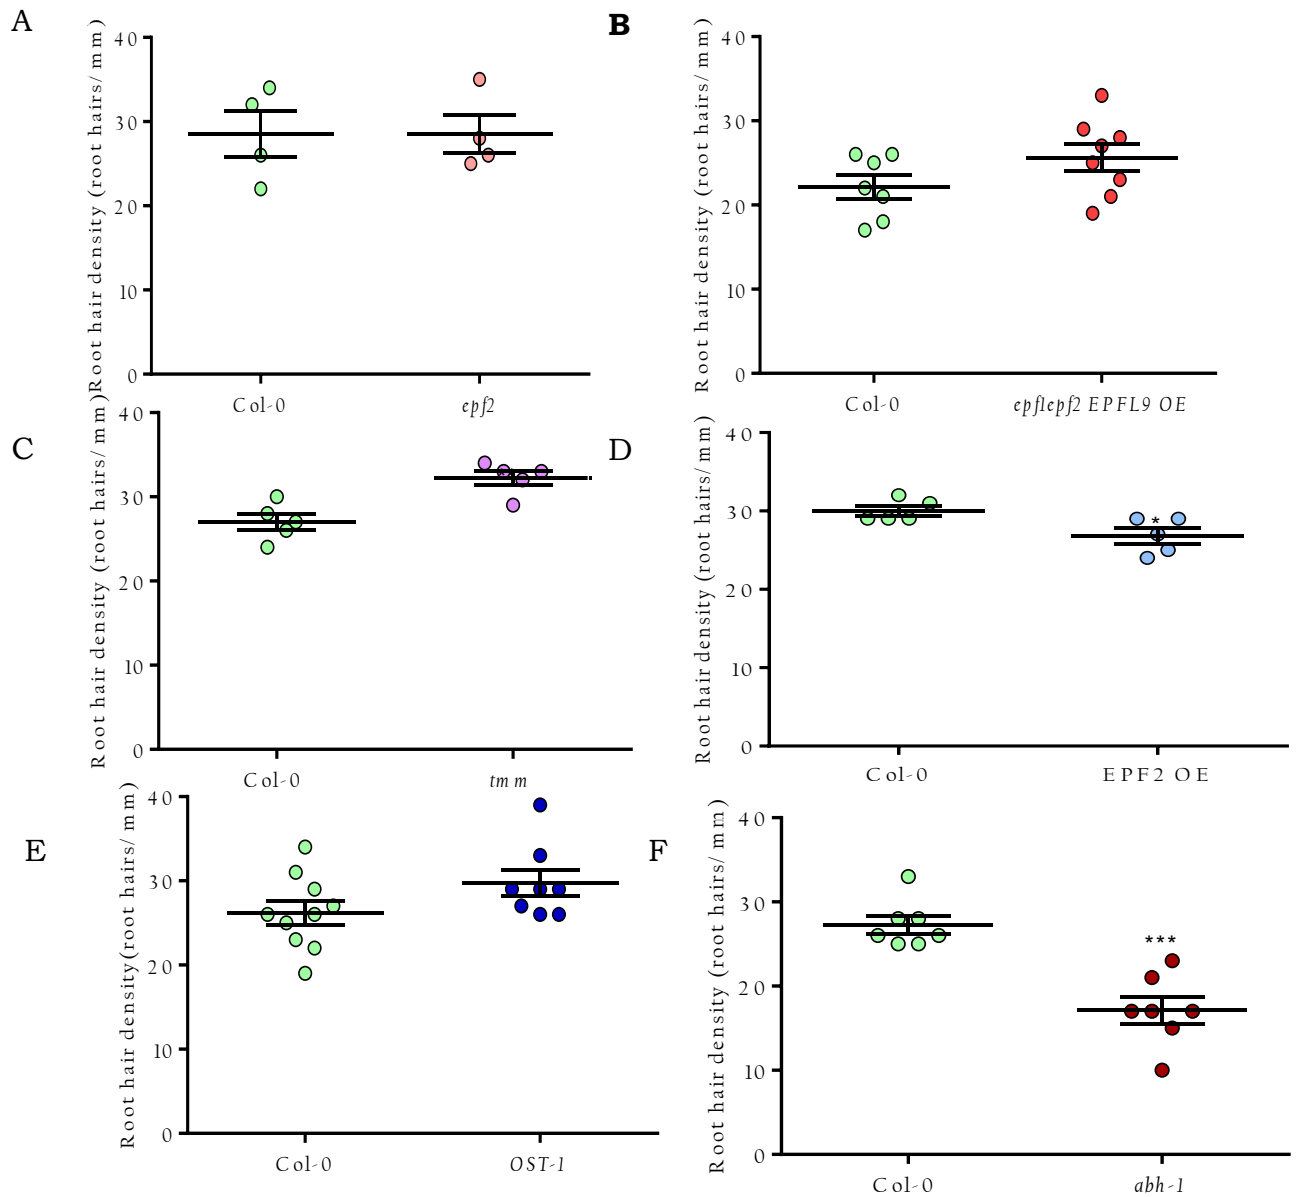 A
Root hair density (root hairs/mm)
40
30
20
10
0
Col-0
epf2
B
Root hair density (root hairs/mm)
40
30
20
10
0
Col-0
epf1epf2 EPFL9 OE
C
Root hair density (root hairs/mm)
40
30
20
10
0
Col-0
tmm
D
Root hair density (root hairs/mm)
40
30
20
10
0
*
Col-0
EPF2 OE
E
Root hair density(root hairs/mm)
40
30
20
10
0
Col-0
OST-1
F
Root hair density (root hairs/mm)
40
30
20
10
0
***
Col-0
abh-1